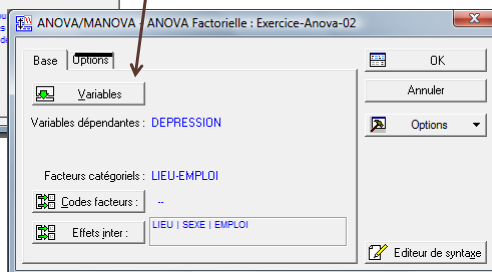 ANOVA/MANOVA - ANOVA Factorielle : Exercice-Anova-02
Base Options OK
Variables Annuler
Variables dépendantes : DEPRESSION Options
Facteurs catégoriels : LIEU-EMPLOI
Codes facteurs : --
Effets inter : LIEU | SEXE | EMPLOI
Editeur de syntaxe